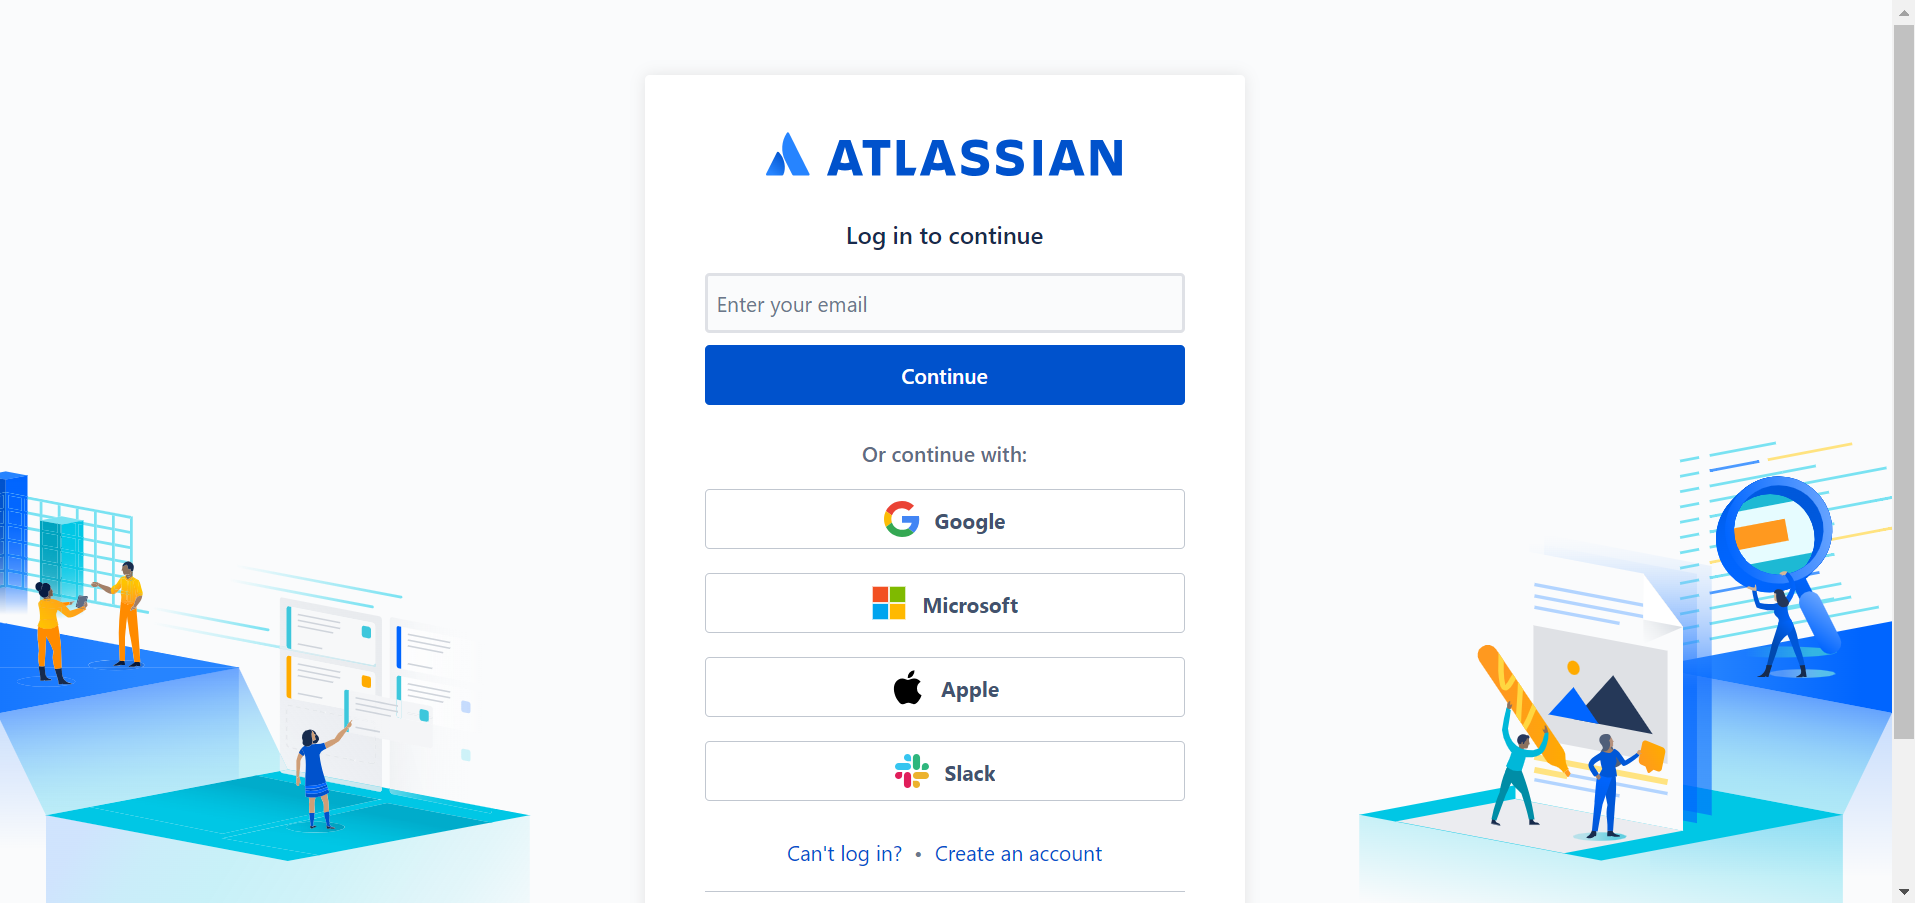 ATLASSIAN
Log in to continue
Enter your email
Continue
Or continue with:
Google
Microsoft
Apple
Slack
Can't log in? • Create an account